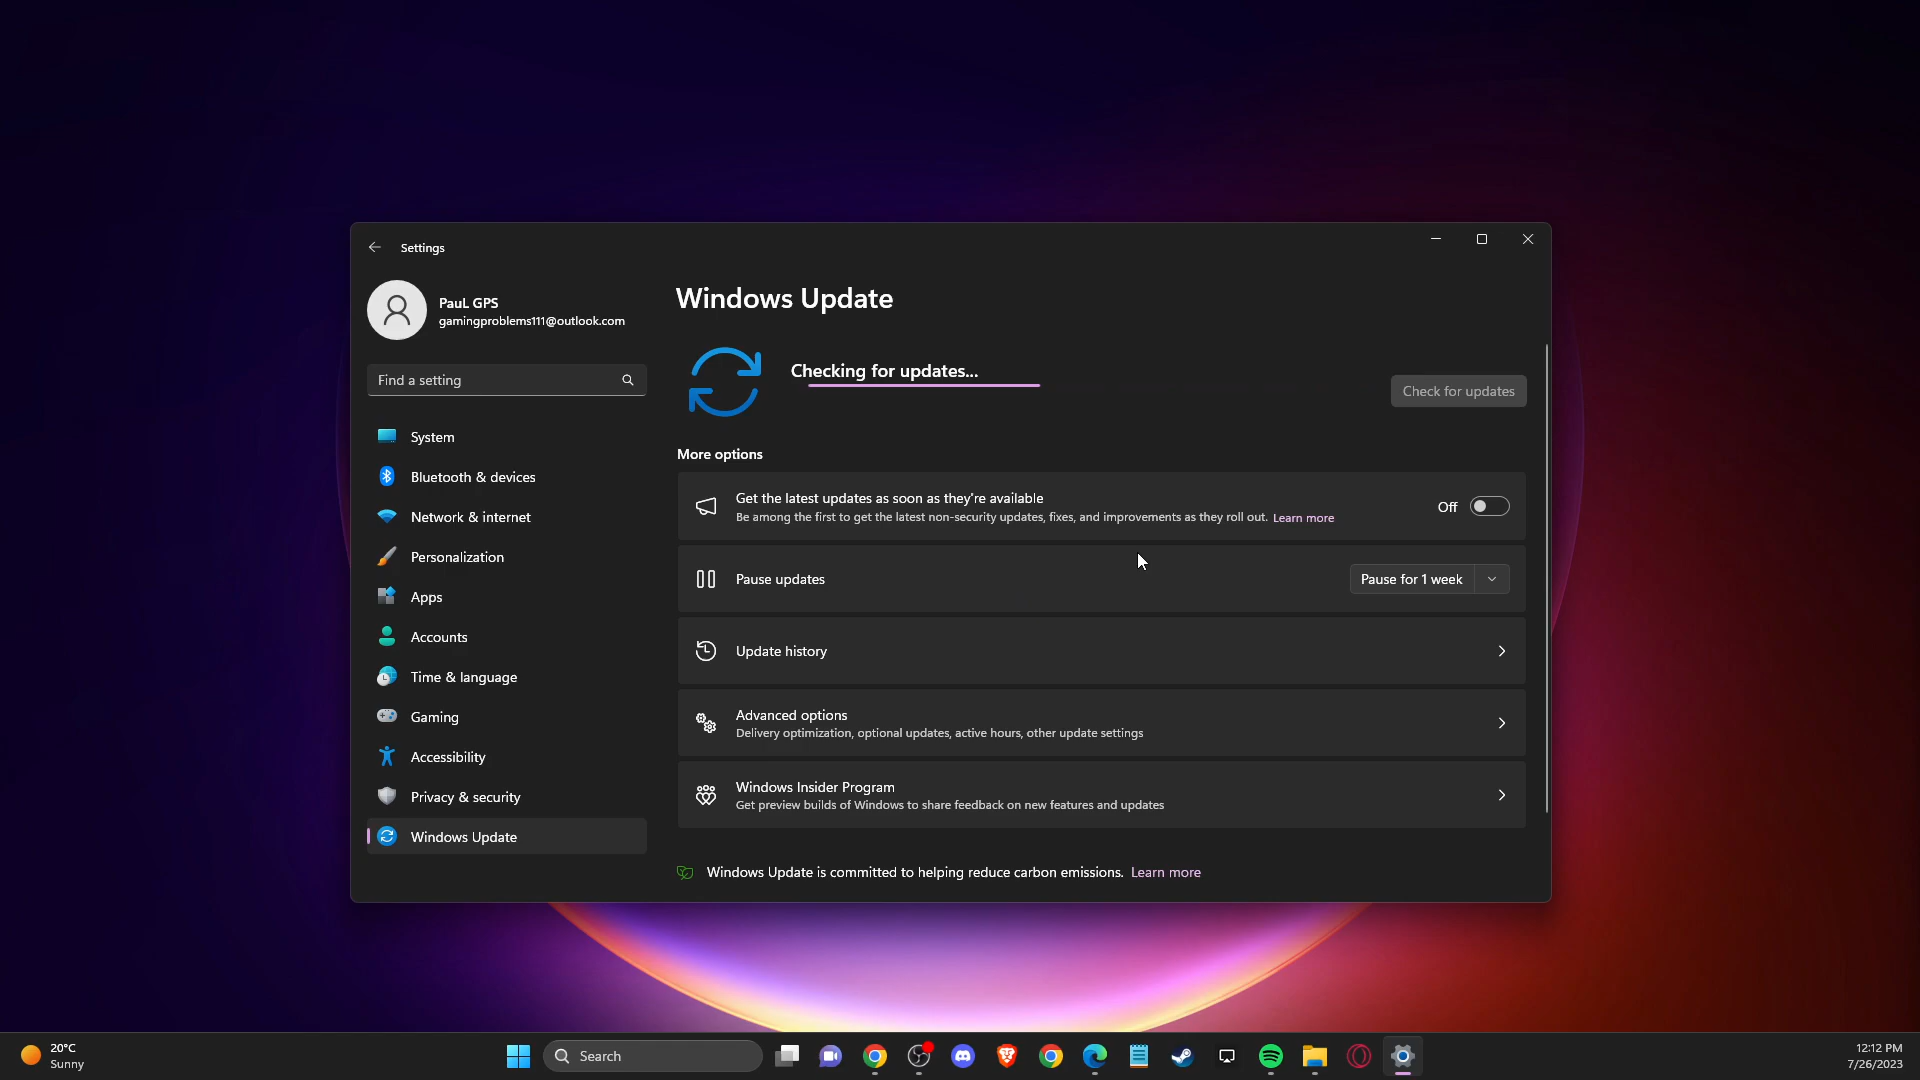 Settings
PauL GPS
gamingproblems111@outlook.com
Find a setting
System
Bluetooth & devices
Network & internet
Personalization
Apps
Accounts
Time & language
Gaming
Accessibility
Privacy & security
Windows Update
Windows Update
Checking for updates...
Check for updates
More options
Get the latest updates as soon as they're available
Be among the first to get the latest non-security updates, fixes, and improvements as they roll out. Learn more
Off
Pause updates
Pause for 1 week
Update history
Advanced options
Delivery optimization, optional updates, active hours, other update settings
Windows Insider Program
Get preview builds of Windows to share feedback on new features and updates
Windows Update is committed to helping reduce carbon emissions. Learn more
20°C
Sunny
Search
12:12 PM
7/26/2023